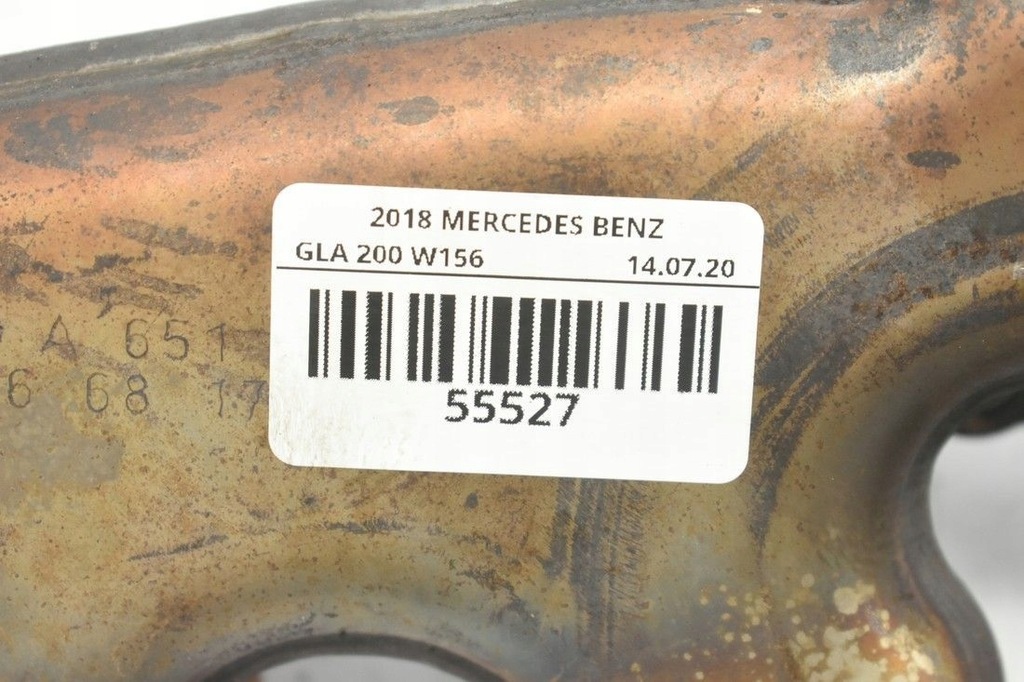 2018 MERCEDES BENZ
GLA 200 W156 14.07.20
55527
A 651
6 68 17